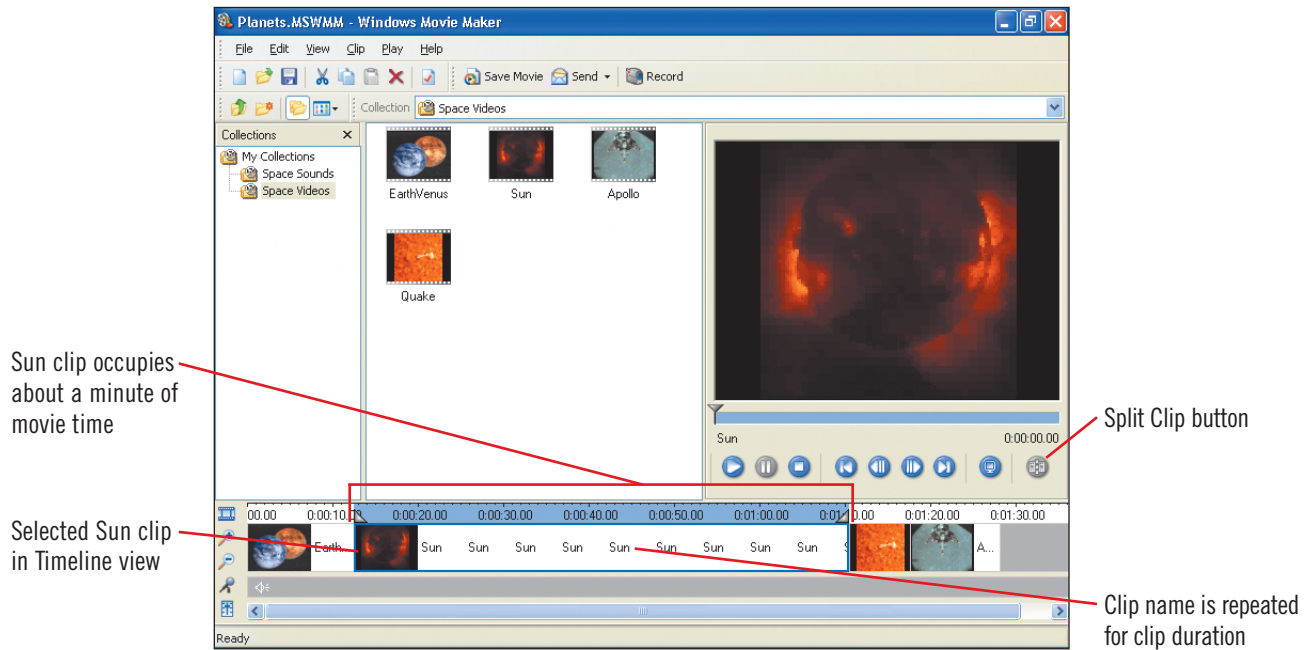 Planets.MSWMM - Windows Movie Maker
File Edit View Clip Play Help
Save Movie Send Record
Collection Space Videos
Collections
My Collections
Space Sounds
Space Videos
EarthVenus Sun Apollo
Quake
Sun 0:00:00.00
Sun clip occupies
about a minute of
movie time
Split Clip button
00.00 0:00:10. 0:00:20.00 0:00:30.00 0:00:40.00 0:00:50.00 0:01:00.00 0:01: 0.00 0:01:20.00 0:01:30.00
Earth... Sun Sun Sun Sun Sun Sun Sun Sun Sun S A...
Selected Sun clip
in Timeline view
Clip name is repeated
for clip duration
Ready